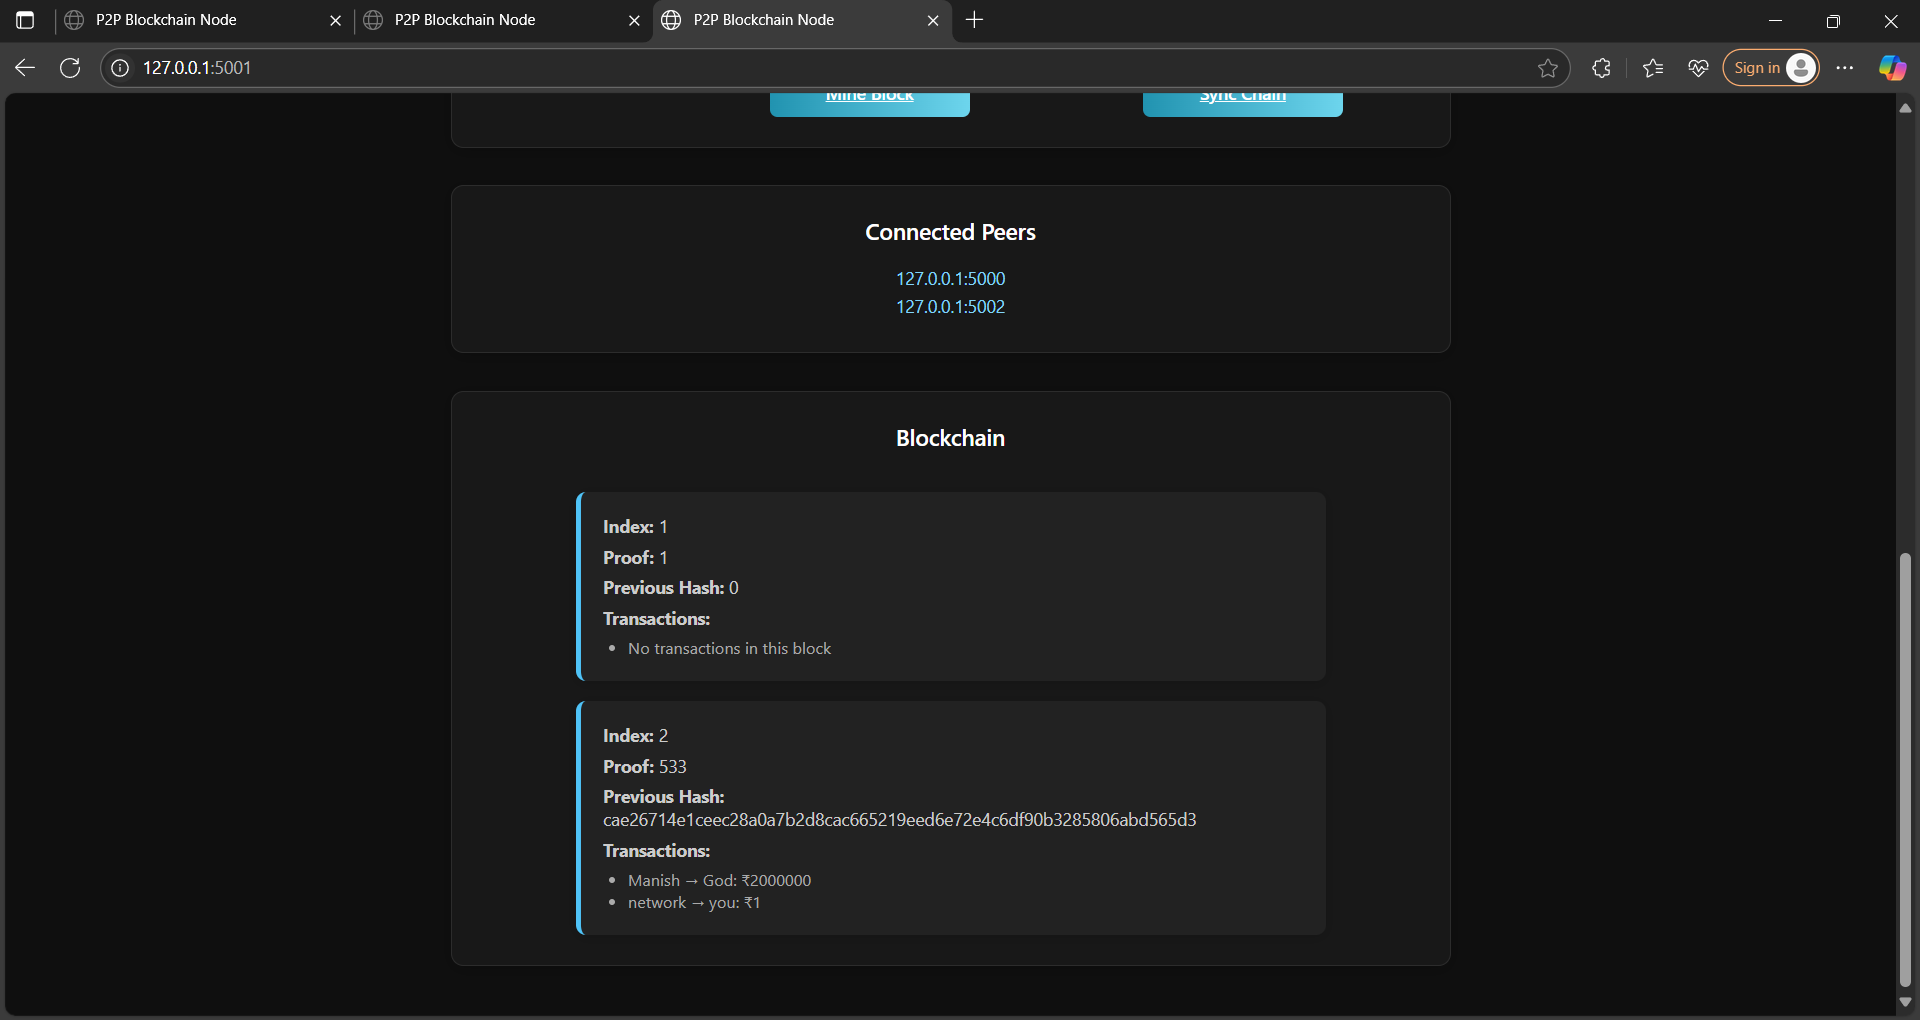 P2P Blockchain Node
P2P Blockchain Node
P2P Blockchain Node
127.0.0.1:5001
Sign in
Mine Block
Sync Chain
Connected Peers
127.0.0.1:5000
127.0.0.1:5002
Blockchain
Index: 1
Proof: 1
Previous Hash: 0
Transactions:
• No transactions in this block
Index: 2
Proof: 533
Previous Hash:
cae26714e1ceec28a0a7b2d8cac665219eed6e72e4c6df90b3285806abd565d3
Transactions:
• Manish → God: ₹2000000
• network → you: ₹1